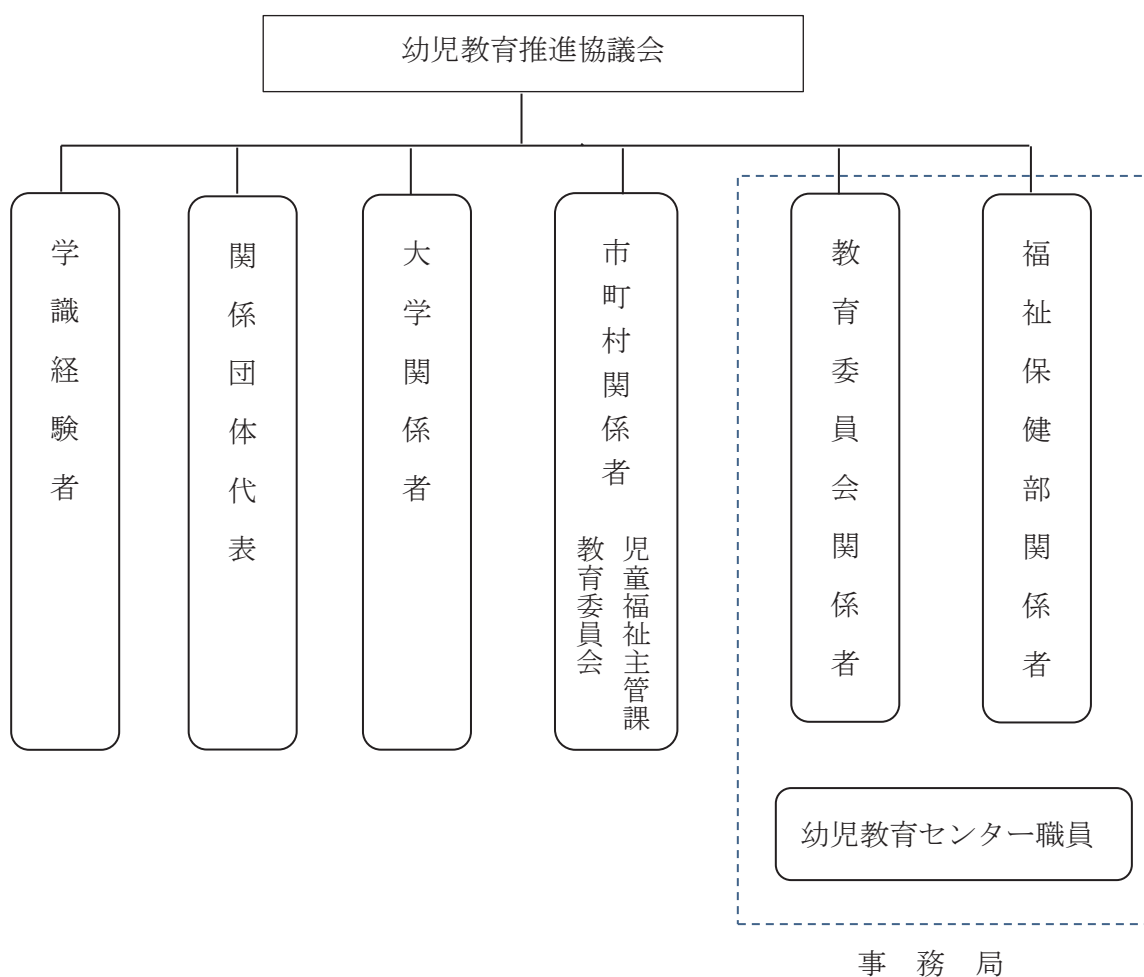 幼児教育推進協議会
学識経験者
関係団体代表
大学関係者
市町村関係者
児童福祉主管課
教育委員会
教育委員会関係者
福祉保健部関係者
幼児教育センター職員
事務局